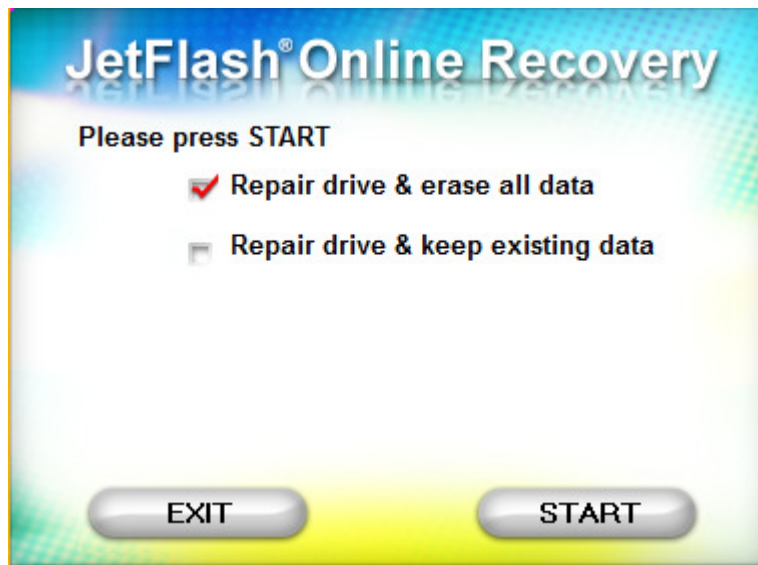 JetFlash® Online Recovery
Please press START
Repair drive & erase all data
Repair drive & keep existing data
EXIT START